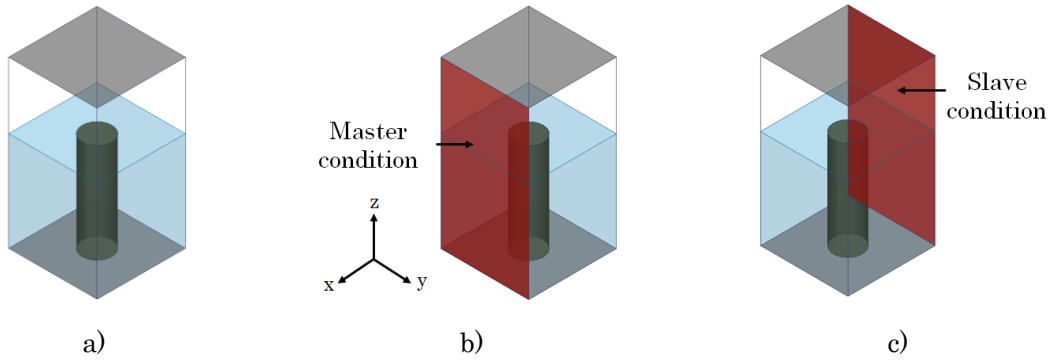 Master
condition
Slave
condition
z
x
y
a)
b)
c)